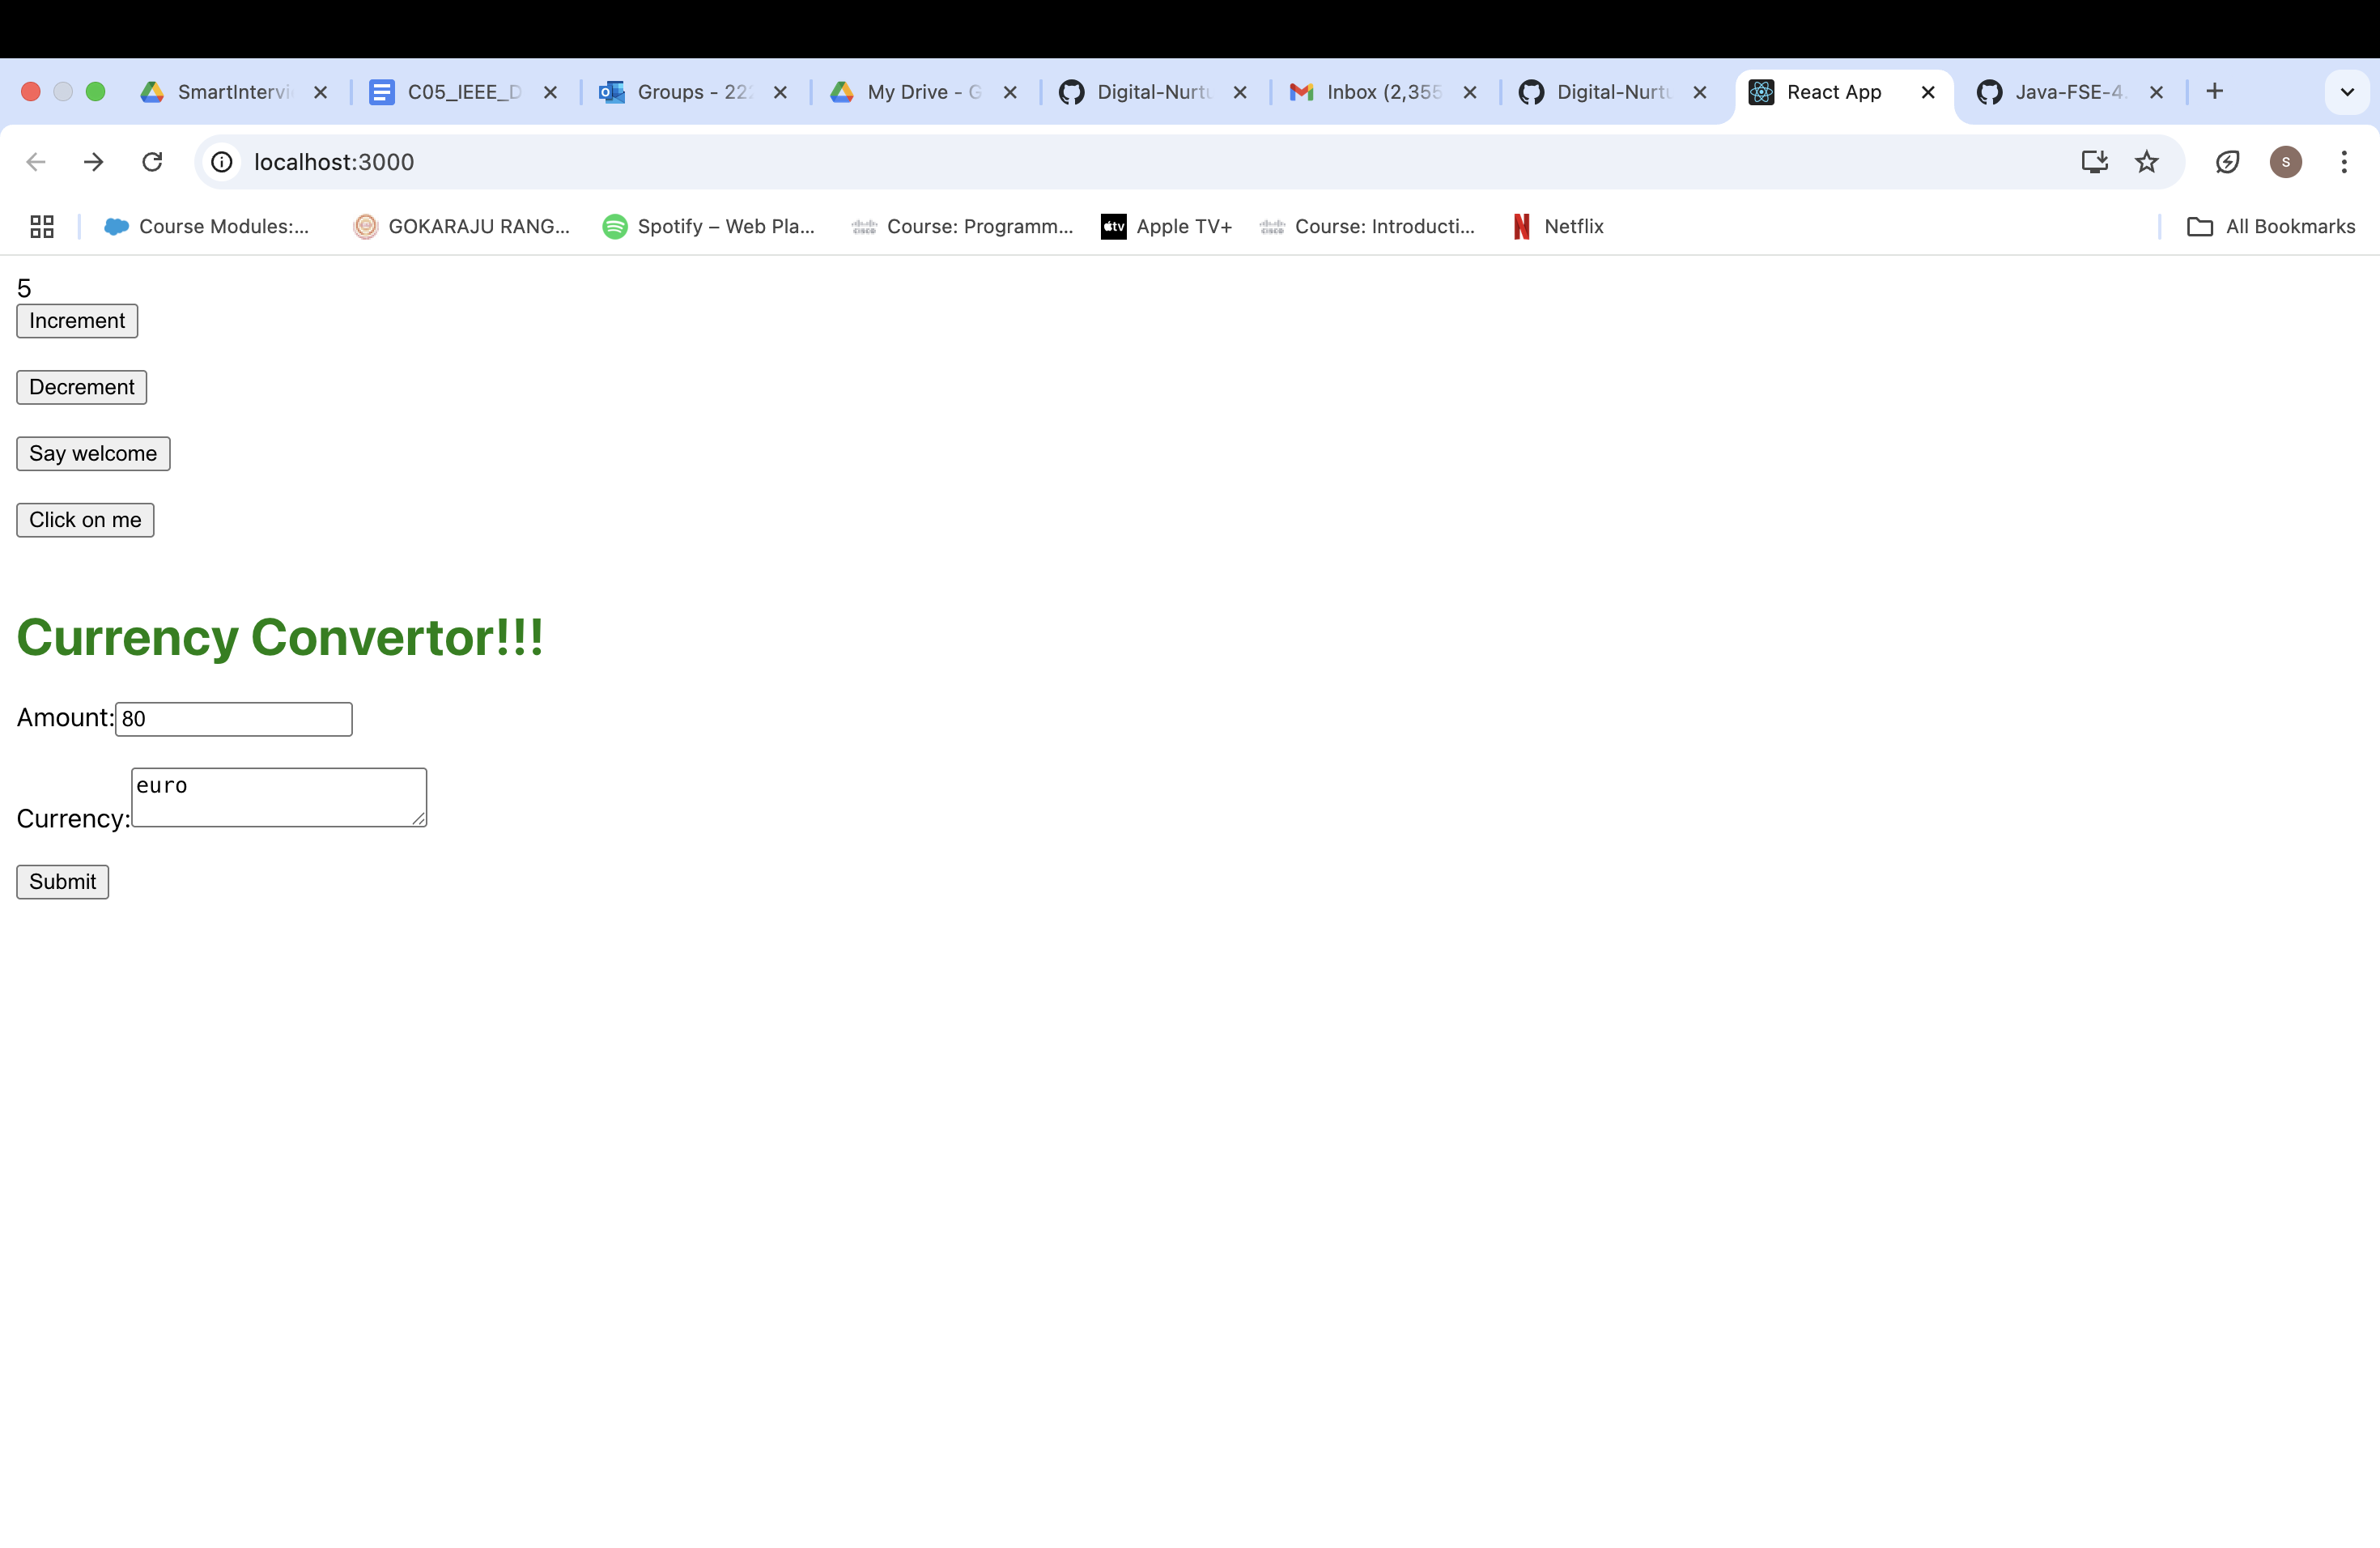 SmartIntervi C05_IEEE_D Groups - 222 My Drive - G Digital-Nurtu Inbox (2,355 Digital-Nurtu React App Java-FSE-4.
localhost:3000 S
Course Modules:... GOKARAJU RANG... Spotify – Web Pla... Course: Programm... tv Apple TV+ Course: Introducti... Netflix All Bookmarks
5
Increment
Decrement
Say welcome
Click on me
Currency Convertor!!!
Amount: 80
Currency: euro
Submit